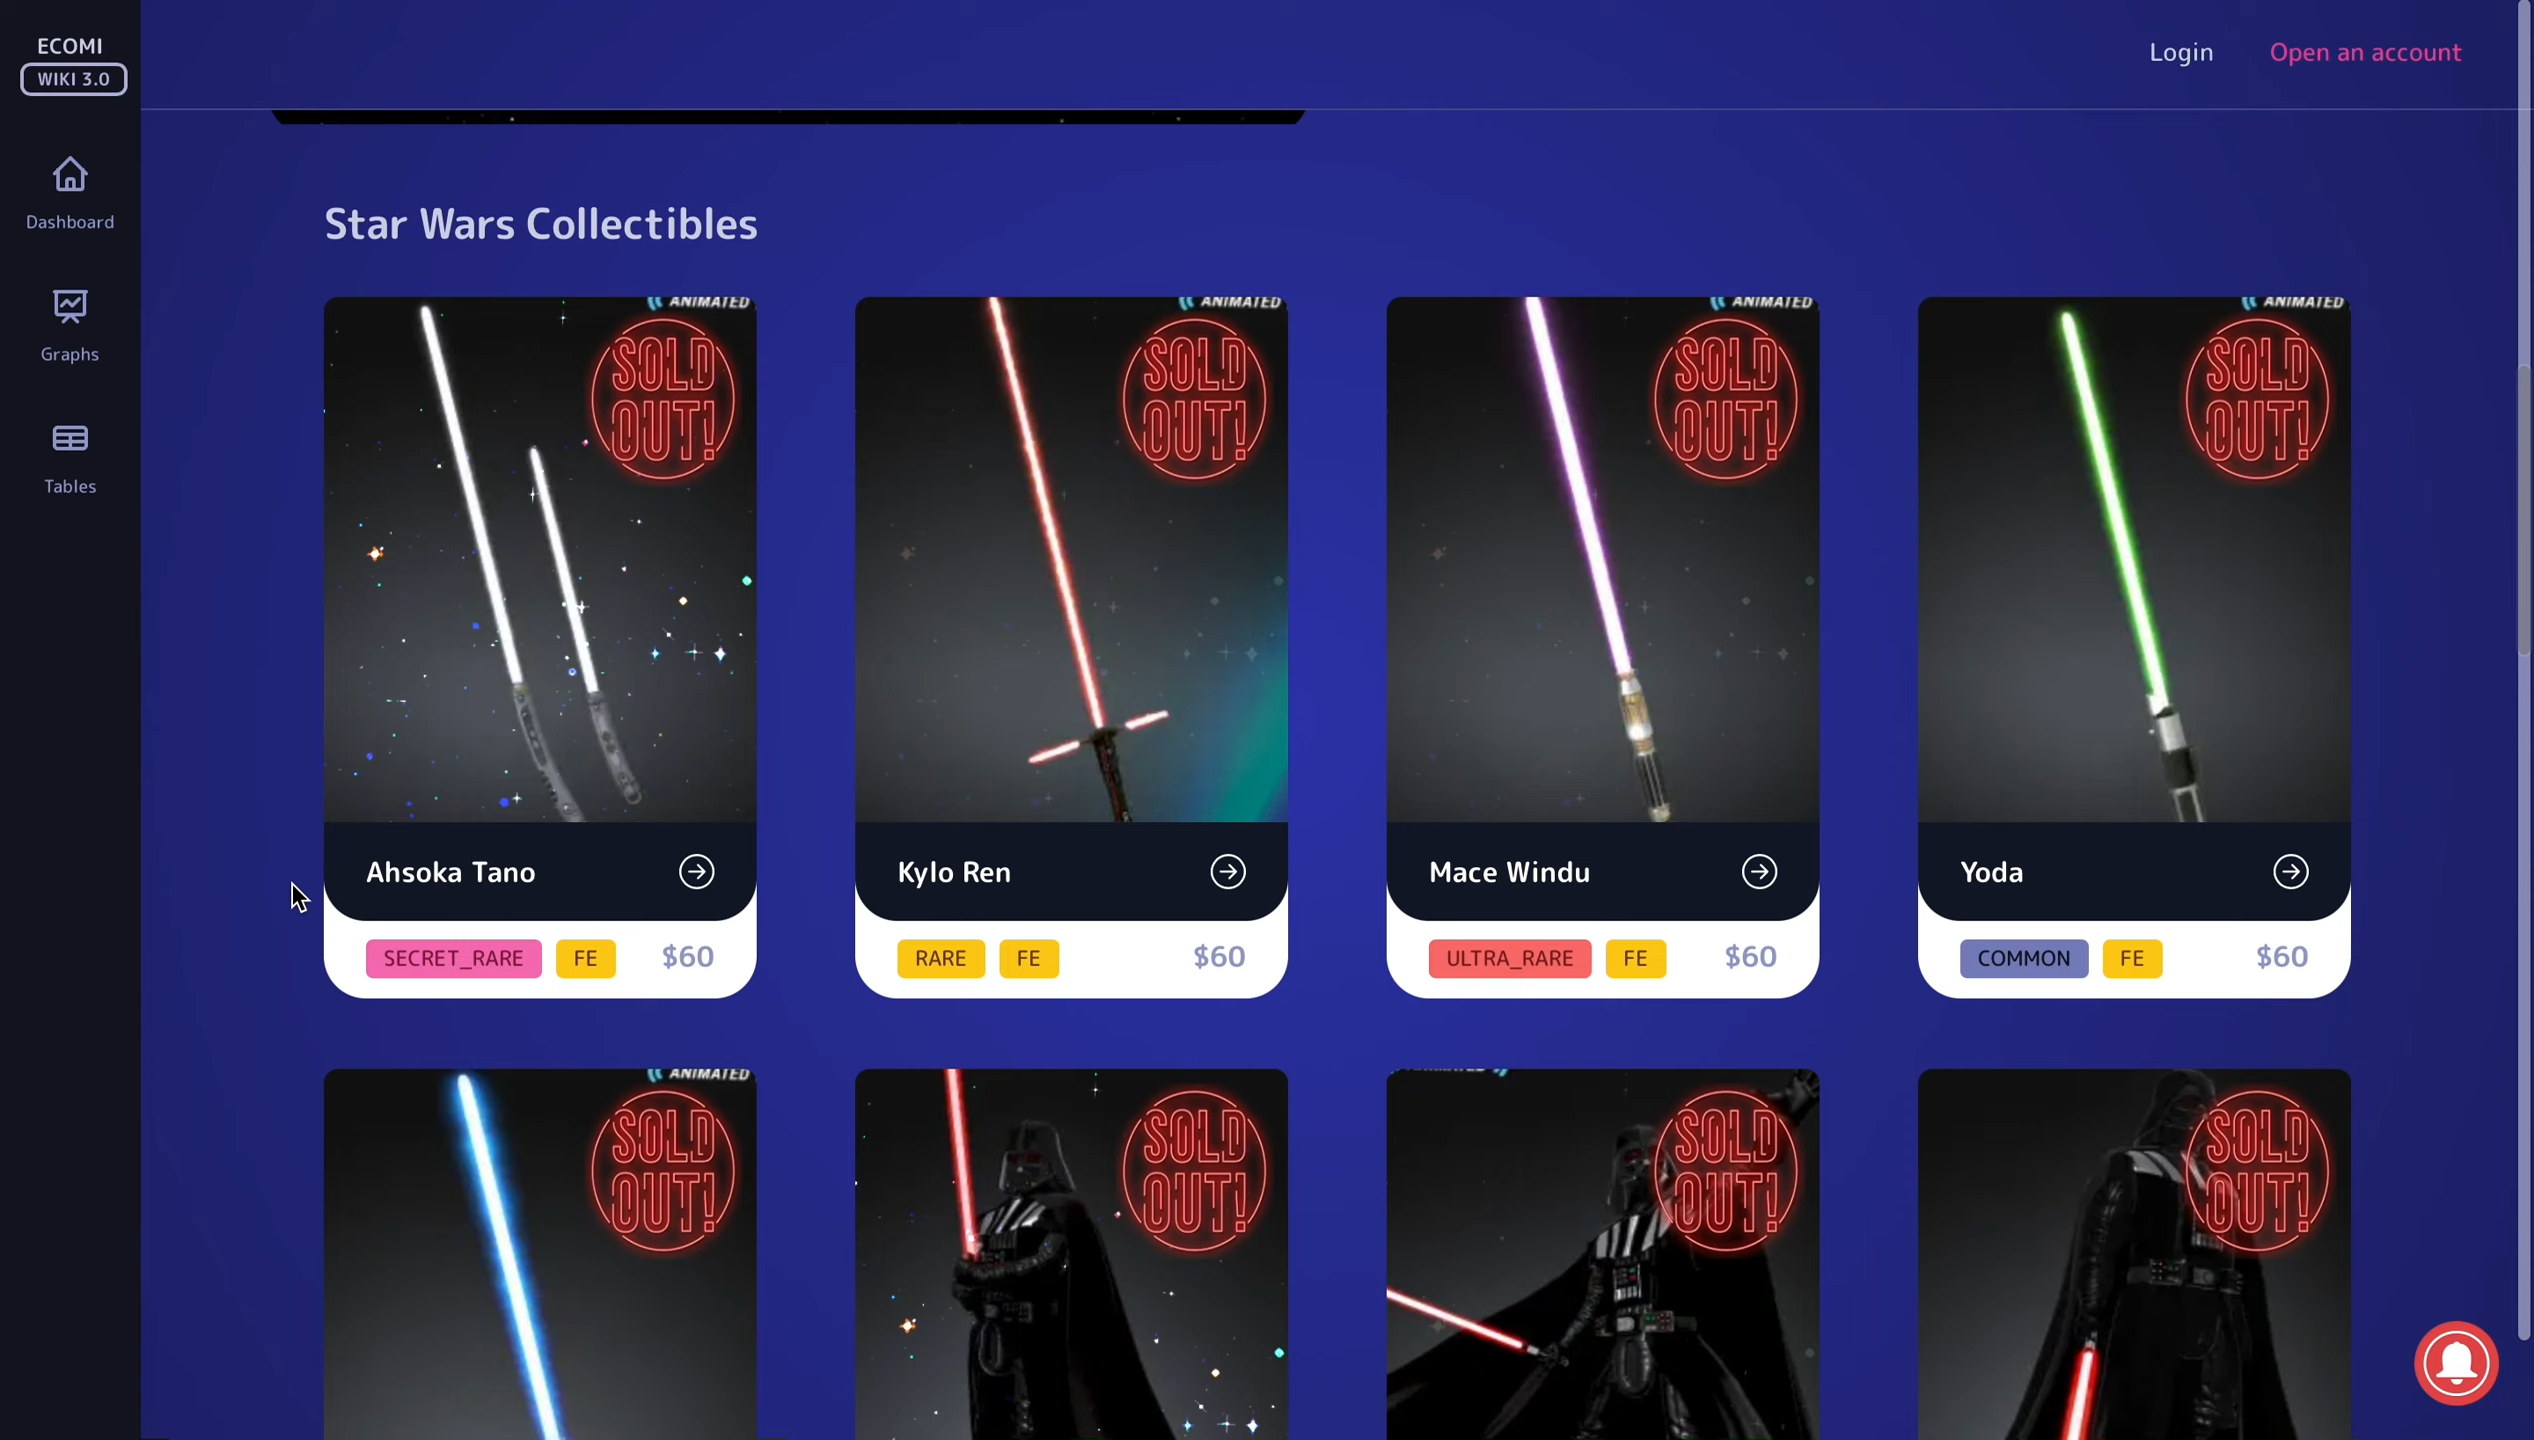 ECOMI
WIKI 3.0
Login
Open an account
Dashboard
Graphs
Tables
Star Wars Collectibles
ANIMATED
SOLD
OUT!
ANIMATED
SOLD
OUT!
ANIMATED
SOLD
OUT!
ANIMATED
SOLD
OUT!
Ahsoka Tano
Kylo Ren
Mace Windu
Yoda
SECRET_RARE FE $60
RARE FE $60
ULTRA_RARE FE $60
COMMON FE $60
ANIMATED
SOLD
OUT!
SOLD
OUT!
SOLD
OUT!
SOLD
OUT!